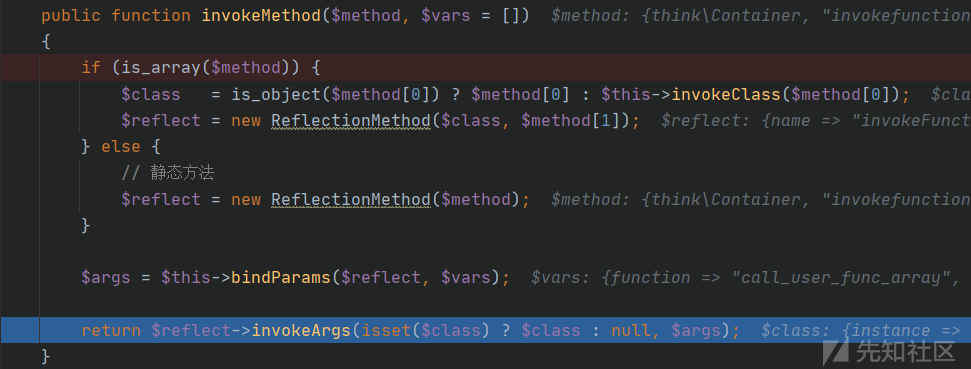 public function invokeMethod($method, $vars = [])  $method: {think\Container, "invokefunction
{
if (is_array($method)) {
$class   = is_object($method[0]) ? $method[0] : $this->invokeClass($method[0]);  $cla
$reflect = new ReflectionMethod($class, $method[1]);  $reflect: {name => "invokeFunct
} else {
// 静态方法
$reflect = new ReflectionMethod($method);  $method: {think\Container, "invokefunction
}
$args = $this->bindParams($reflect, $vars);  $vars: {function => "call_user_func_array",
return $reflect->invokeArgs(isset($class) ? $class : null, $args);  $class: {instance =>
}
先知社区